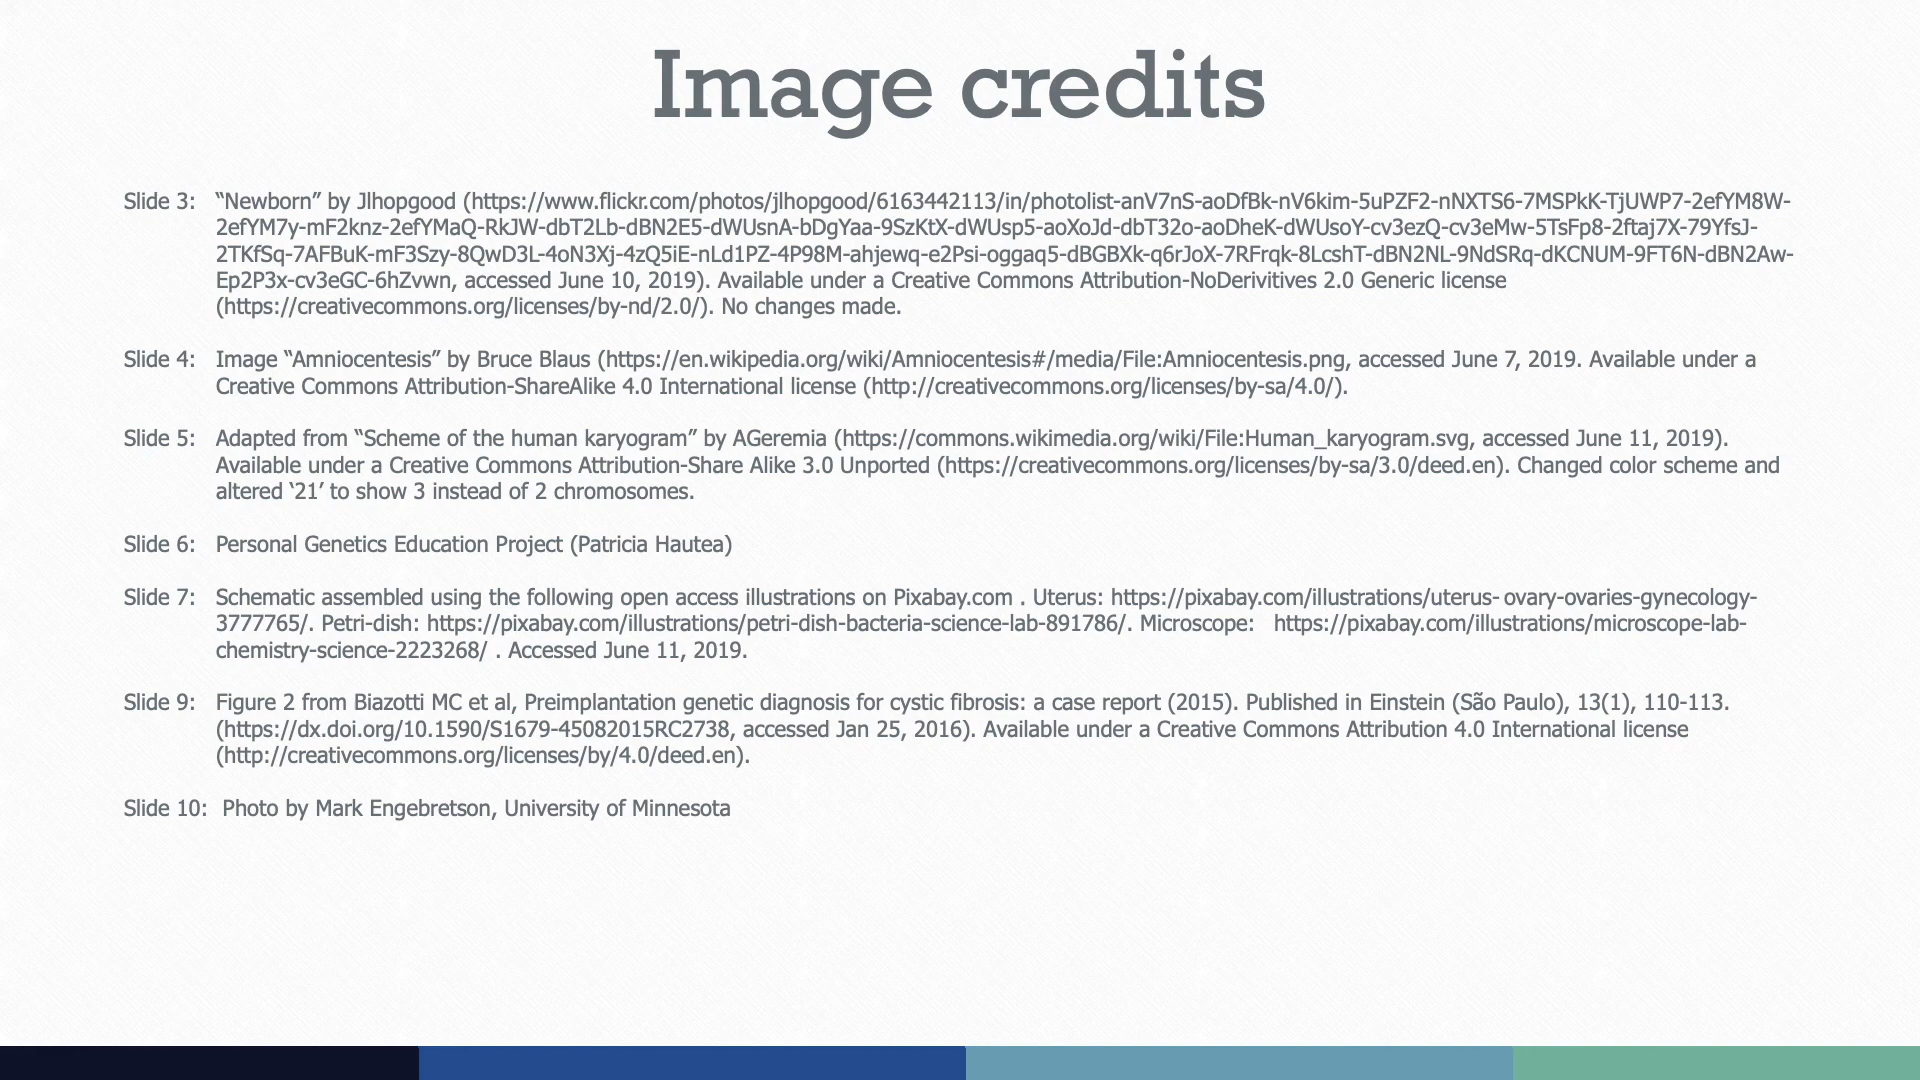 Image credits
Slide 3: “Newborn” by Jlhopgood (https://www.flickr.com/photos/jlhopgood/6163442113/in/photolist-anV7nS-aoDfBk-nV6kim-5uPZF2-nNXTS6-7MSPkK-TjUWP7-2efYM8W-
2efYM7y-mF2knz-2efYMaQ-RkJW-dbT2Lb-dBN2E5-dWUsnA-bDgYaa-9SzKtX-dWUsp5-aoXoJd-dbT32o-aoDheK-dWUsoY-cv3ezQ-cv3eMw-5TsFp8-2ftaj7X-79YfsJ-
2TKfSq-7AFBuK-mF3Szy-8QwD3L-4oN3Xj-4zQ5iE-nLd1PZ-4P98M-ahjewq-e2Psi-oggaq5-dBGBXk-q6rJoX-7RFrqk-8LcshT-dBN2NL-9NdSRq-dKCNUM-9FT6N-dBN2Aw-
Ep2P3x-cv3eGC-6hZvwn, accessed June 10, 2019). Available under a Creative Commons Attribution-NoDerivitives 2.0 Generic license
(https://creativecommons.org/licenses/by-nd/2.0/). No changes made.
Slide 4: Image “Amniocentesis” by Bruce Blaus (https://en.wikipedia.org/wiki/Amniocentesis#/media/File:Amniocentesis.png, accessed June 7, 2019. Available under a
Creative Commons Attribution-ShareAlike 4.0 International license (http://creativecommons.org/licenses/by-sa/4.0/).
Slide 5: Adapted from “Scheme of the human karyogram” by AGeremia (https://commons.wikimedia.org/wiki/File:Human_karyogram.svg, accessed June 11, 2019).
Available under a Creative Commons Attribution-Share Alike 3.0 Unported (https://creativecommons.org/licenses/by-sa/3.0/deed.en). Changed color scheme and
altered ‘21’ to show 3 instead of 2 chromosomes.
Slide 6: Personal Genetics Education Project (Patricia Hautea)
Slide 7: Schematic assembled using the following open access illustrations on Pixabay.com . Uterus: https://pixabay.com/illustrations/uterus-ovary-ovaries-gynecology-
3777765/. Petri-dish: https://pixabay.com/illustrations/petri-dish-bacteria-science-lab-891786/. Microscope: https://pixabay.com/illustrations/microscope-lab-
chemistry-science-2223268/ . Accessed June 11, 2019.
Slide 9: Figure 2 from Biazotti MC et al, Preimplantation genetic diagnosis for cystic fibrosis: a case report (2015). Published in Einstein (São Paulo), 13(1), 110-113.
(https://dx.doi.org/10.1590/S1679-45082015RC2738, accessed Jan 25, 2016). Available under a Creative Commons Attribution 4.0 International license
(http://creativecommons.org/licenses/by/4.0/deed.en).
Slide 10: Photo by Mark Engebretson, University of Minnesota